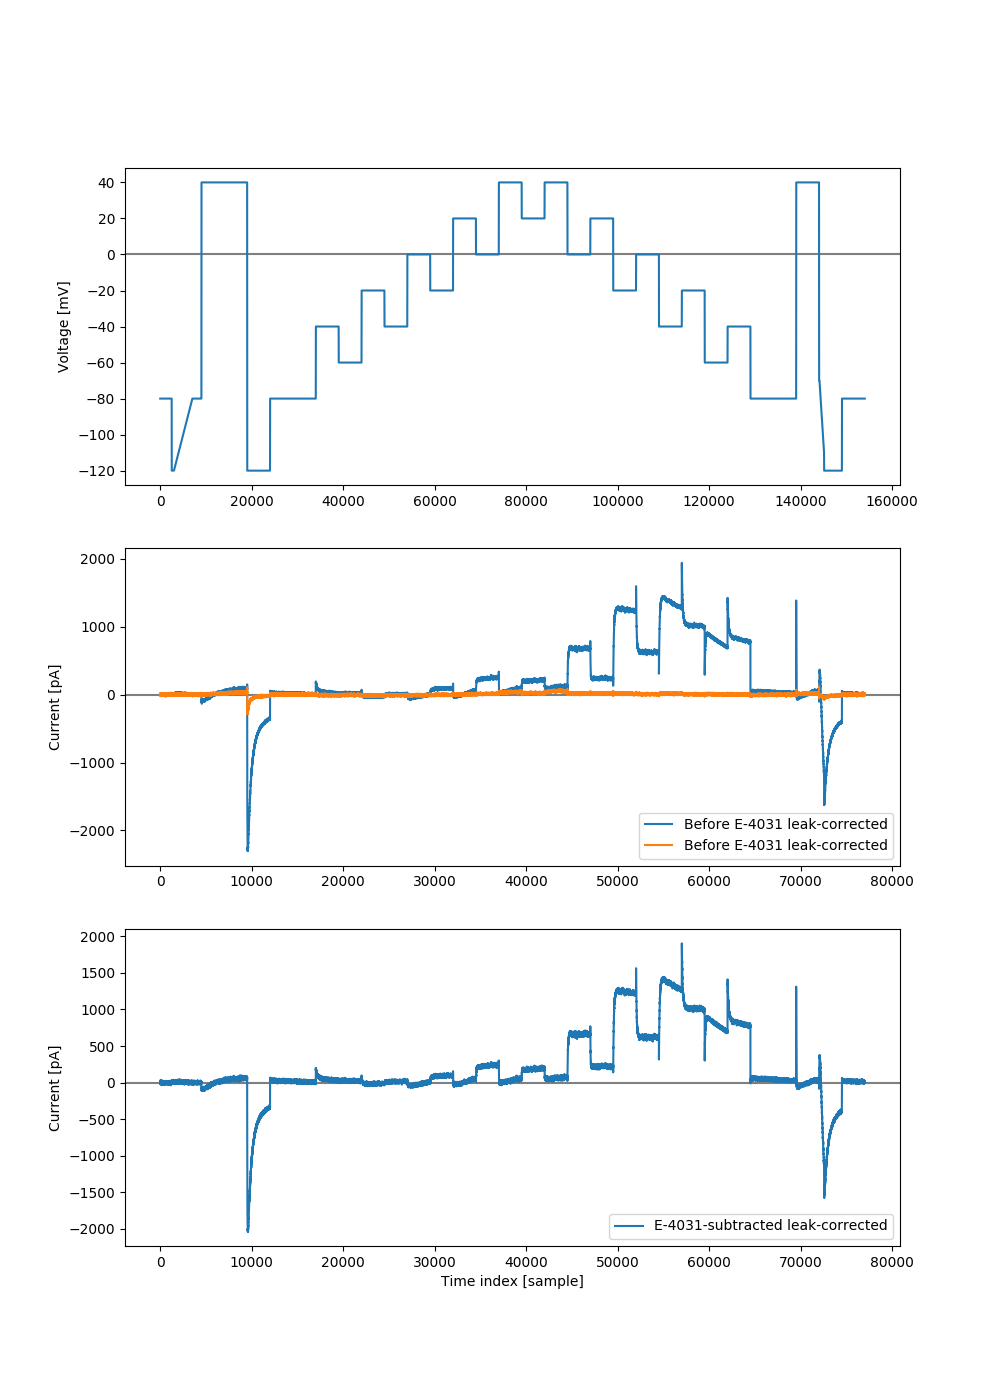 40
20
0
−20
−40
−60
−80
−100
−120
Voltage [mV]
0 20000 40000 60000 80000 100000 120000 140000 160000
2000
1000
0
−1000
−2000
Current [pA]
Before E-4031 leak-corrected
Before E-4031 leak-corrected
0 10000 20000 30000 40000 50000 60000 70000 80000
2000
1500
1000
500
0
−500
−1000
−1500
−2000
Current [pA]
E-4031-subtracted leak-corrected
0 10000 20000 30000 40000 50000 60000 70000 80000
Time index [sample]